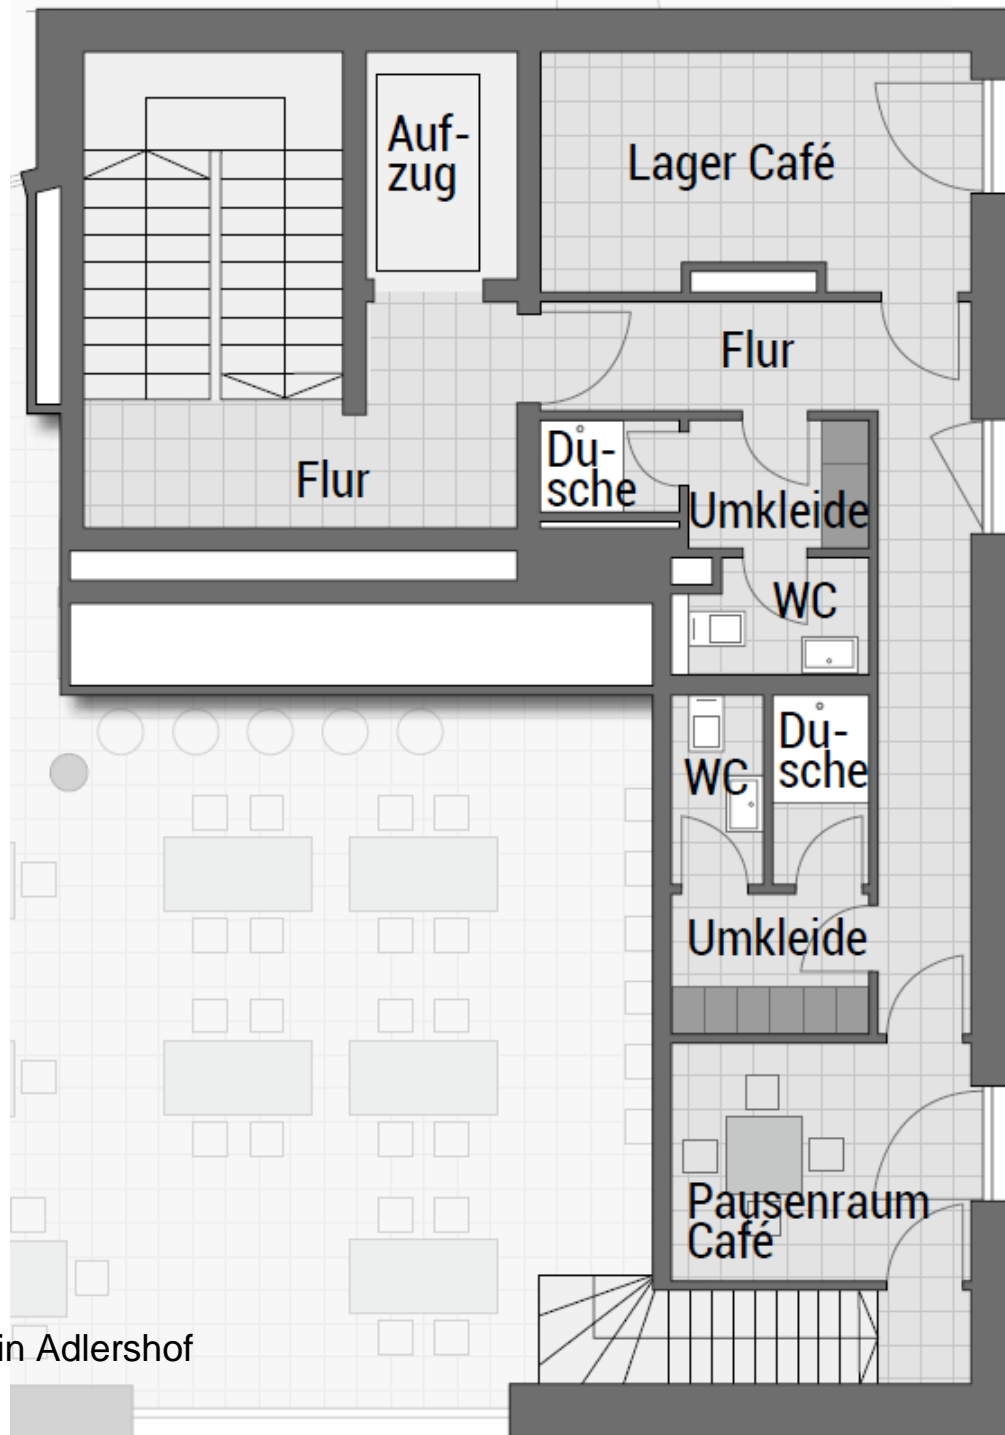 Auf-
zug
Lager Café
Flur
Flur
Du-
sche
Umkleide
WC
WC
Du-
sche
Umkleide
Pausenraum
Café
in Adlershof